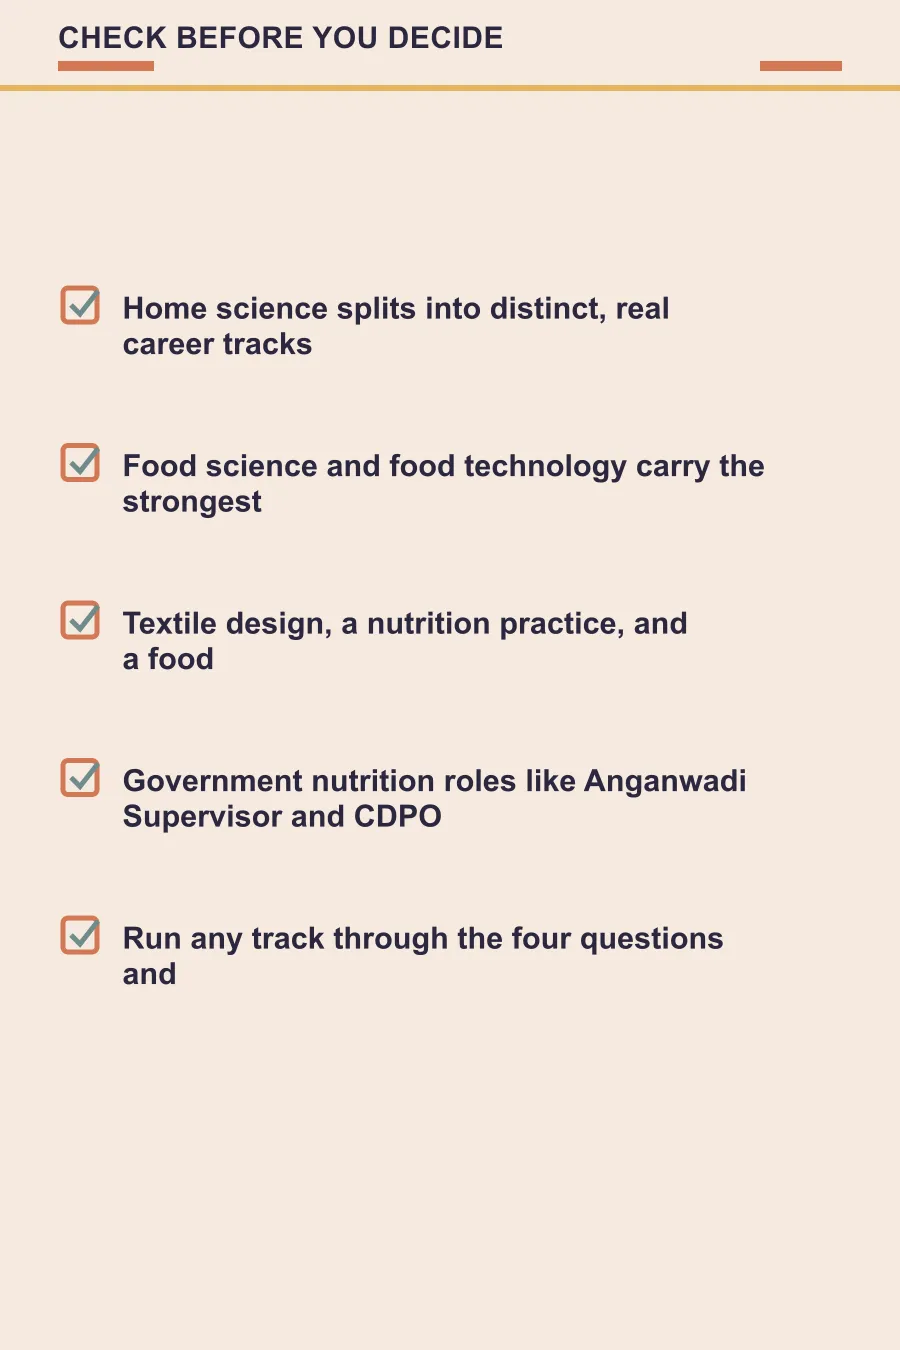 CHECK BEFORE YOU DECIDE
Home science splits into distinct, real
career tracks
Food science and food technology carry the
strongest
Textile design, a nutrition practice, and
a food
Government nutrition roles like Anganwadi
Supervisor and CDPO
Run any track through the four questions
and